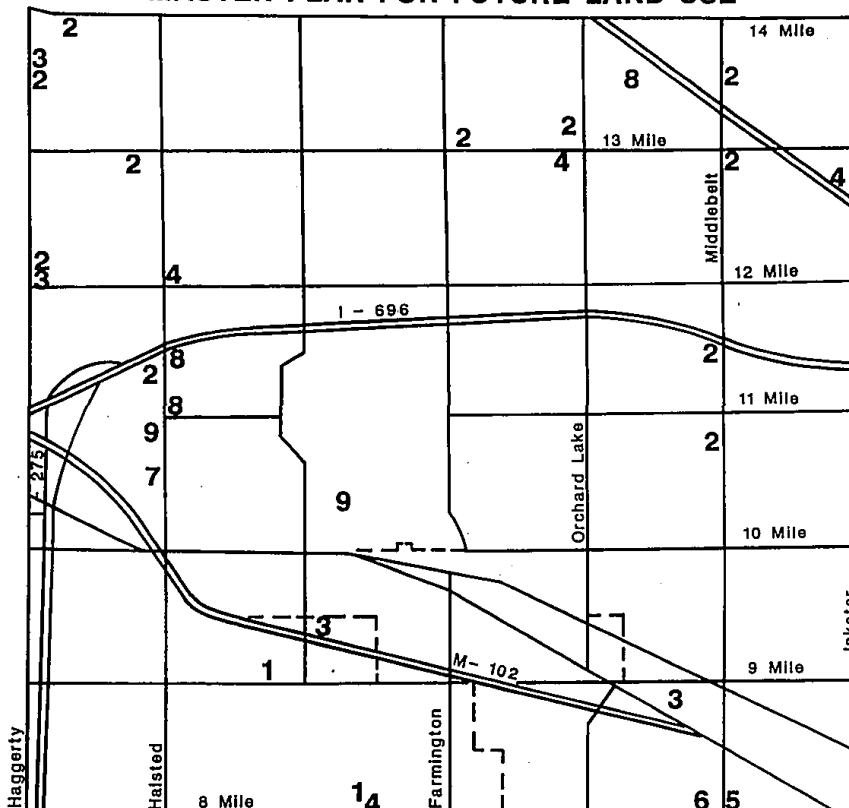 MASTER PLAN FOR FUTURE LAND USE
2
14 Mile
3
2
8
2
2
2
13 Mile
2
4
2
4
Middlebelt
2
3
4
12 Mile
I - 696
8
2
2
8
11 Mile
9
2
Orchard Lake
7
I - 275
9
10 Mile
Inkster
3
1
M- 102
9 Mile
3
Haggerty
Halsted
Farmington
8 Mile
1
4
6
5